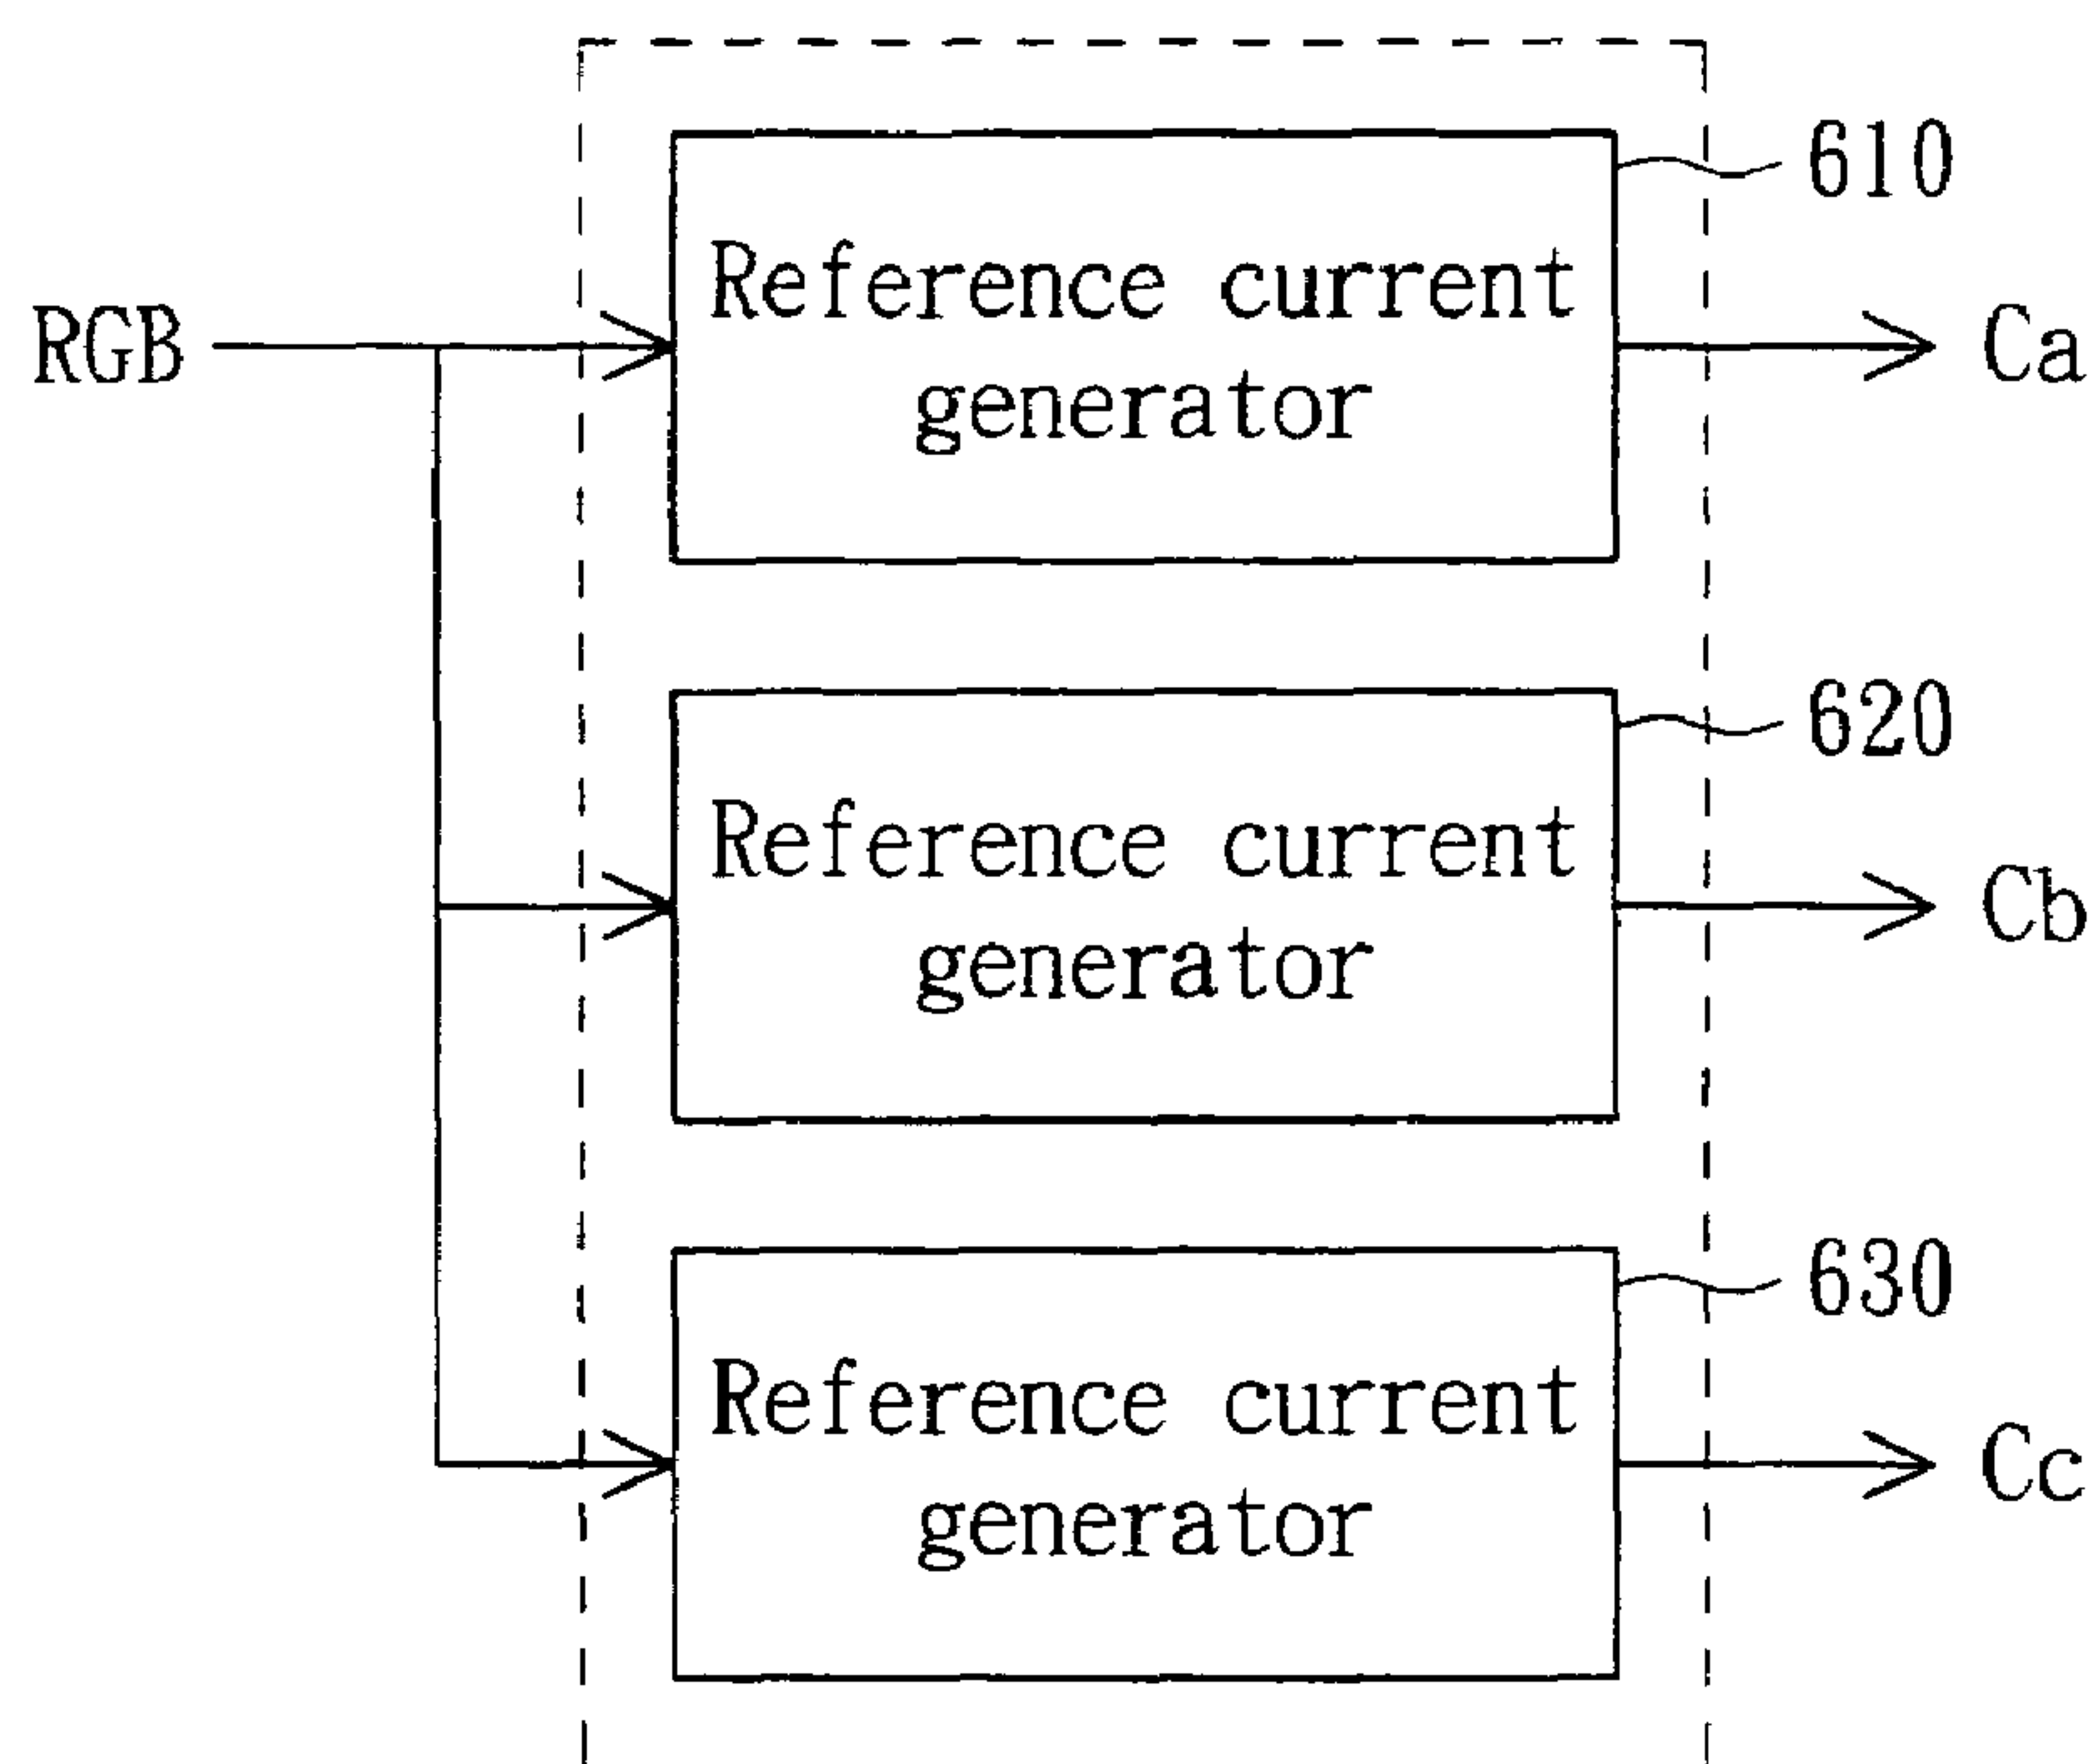 610
Reference current
generator
RGB
Ca
620
Reference current
generator
Cb
630
Reference current
generator
Cc